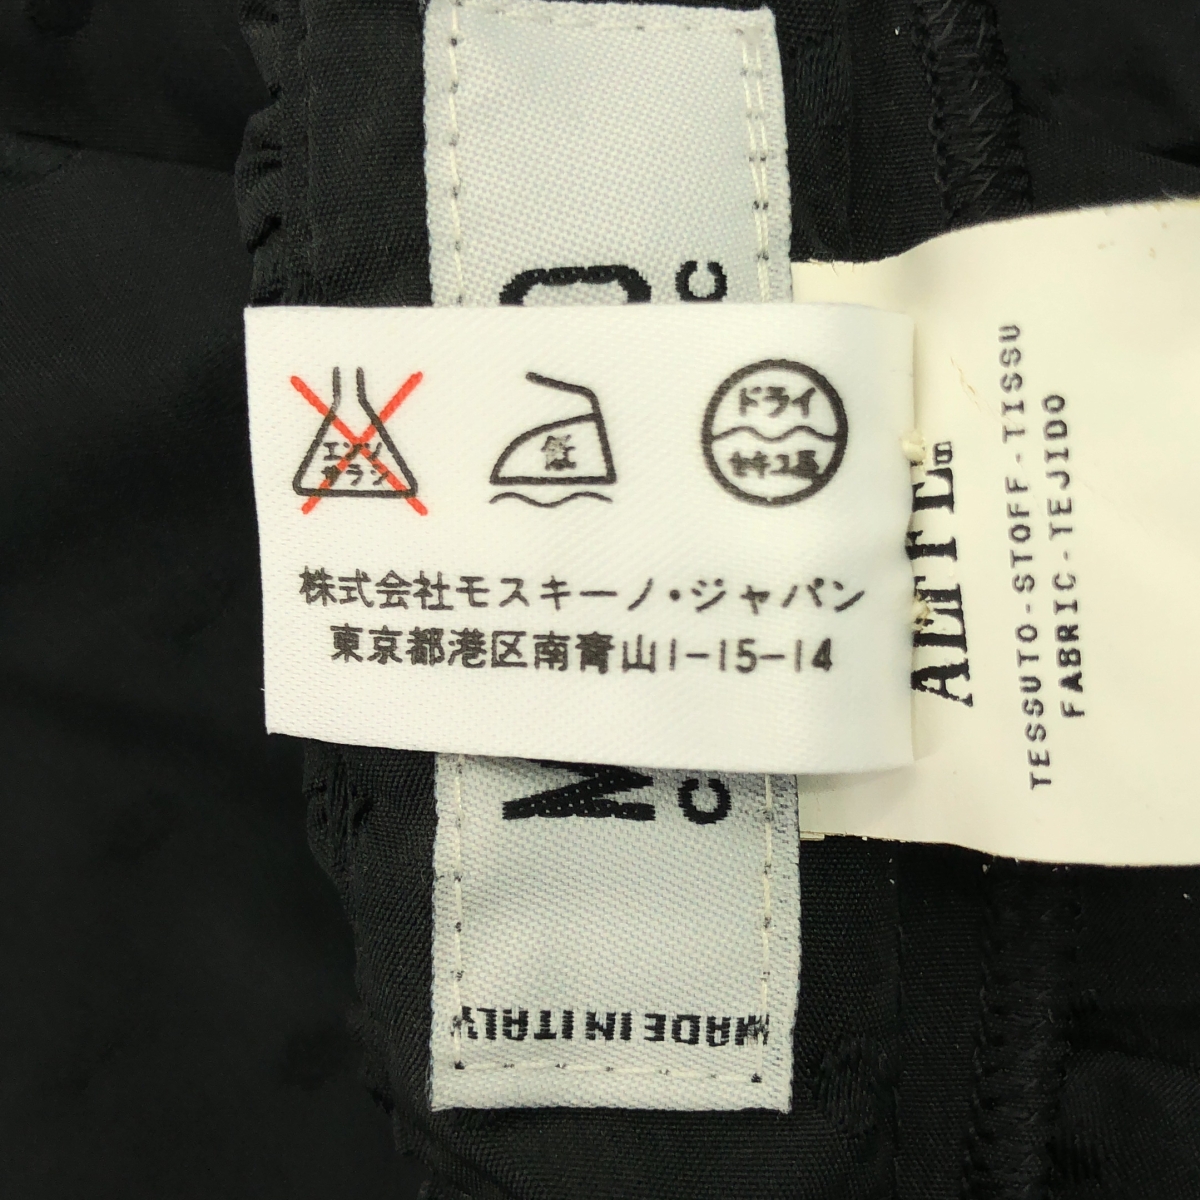 エンソ
サラシ
低
ドライ
セキユ系
株式会社モスキーノ・ジャパン
東京都港区南青山1-15-14
MADE IN ITALY
TESSUTO-STOFF-TISSU
FABRIC-TEJIDO